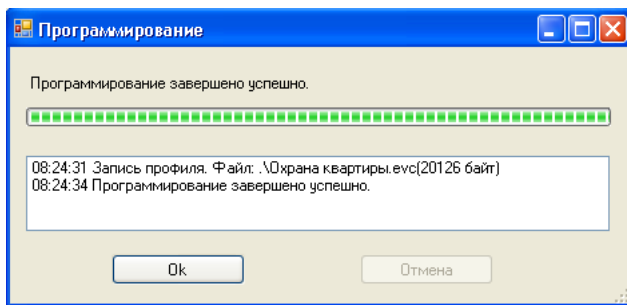 Программирование
Программирование завершено успешно.
08:24:31 Запись профиля. Файл: .\Охрана квартиры.evc(20126 байт)
08:24:34 Программирование завершено успешно.
Ok
Отмена